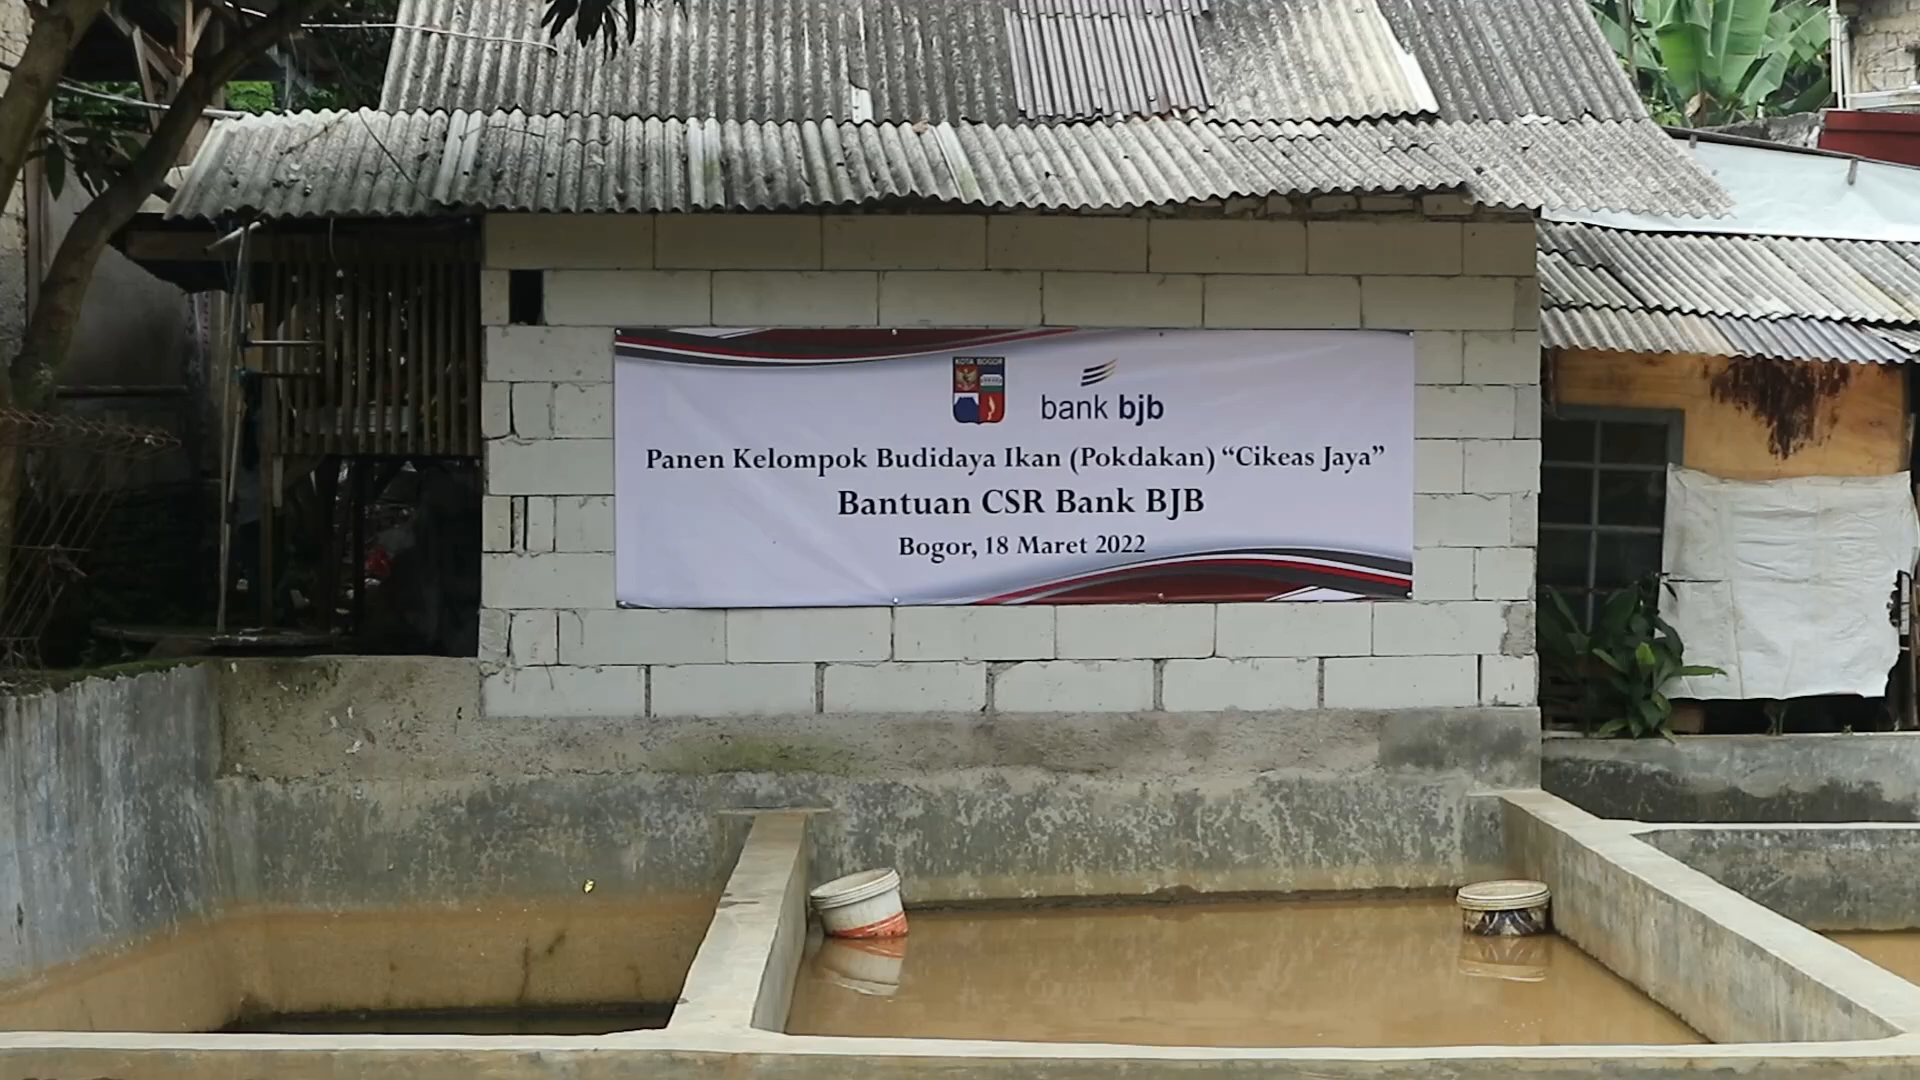 KOTA BOGOR
bank bjb
Panen Kelompok Budidaya Ikan (Pokdakan) “Cikeas Jaya”
Bantuan CSR Bank BJB
Bogor, 18 Maret 2022